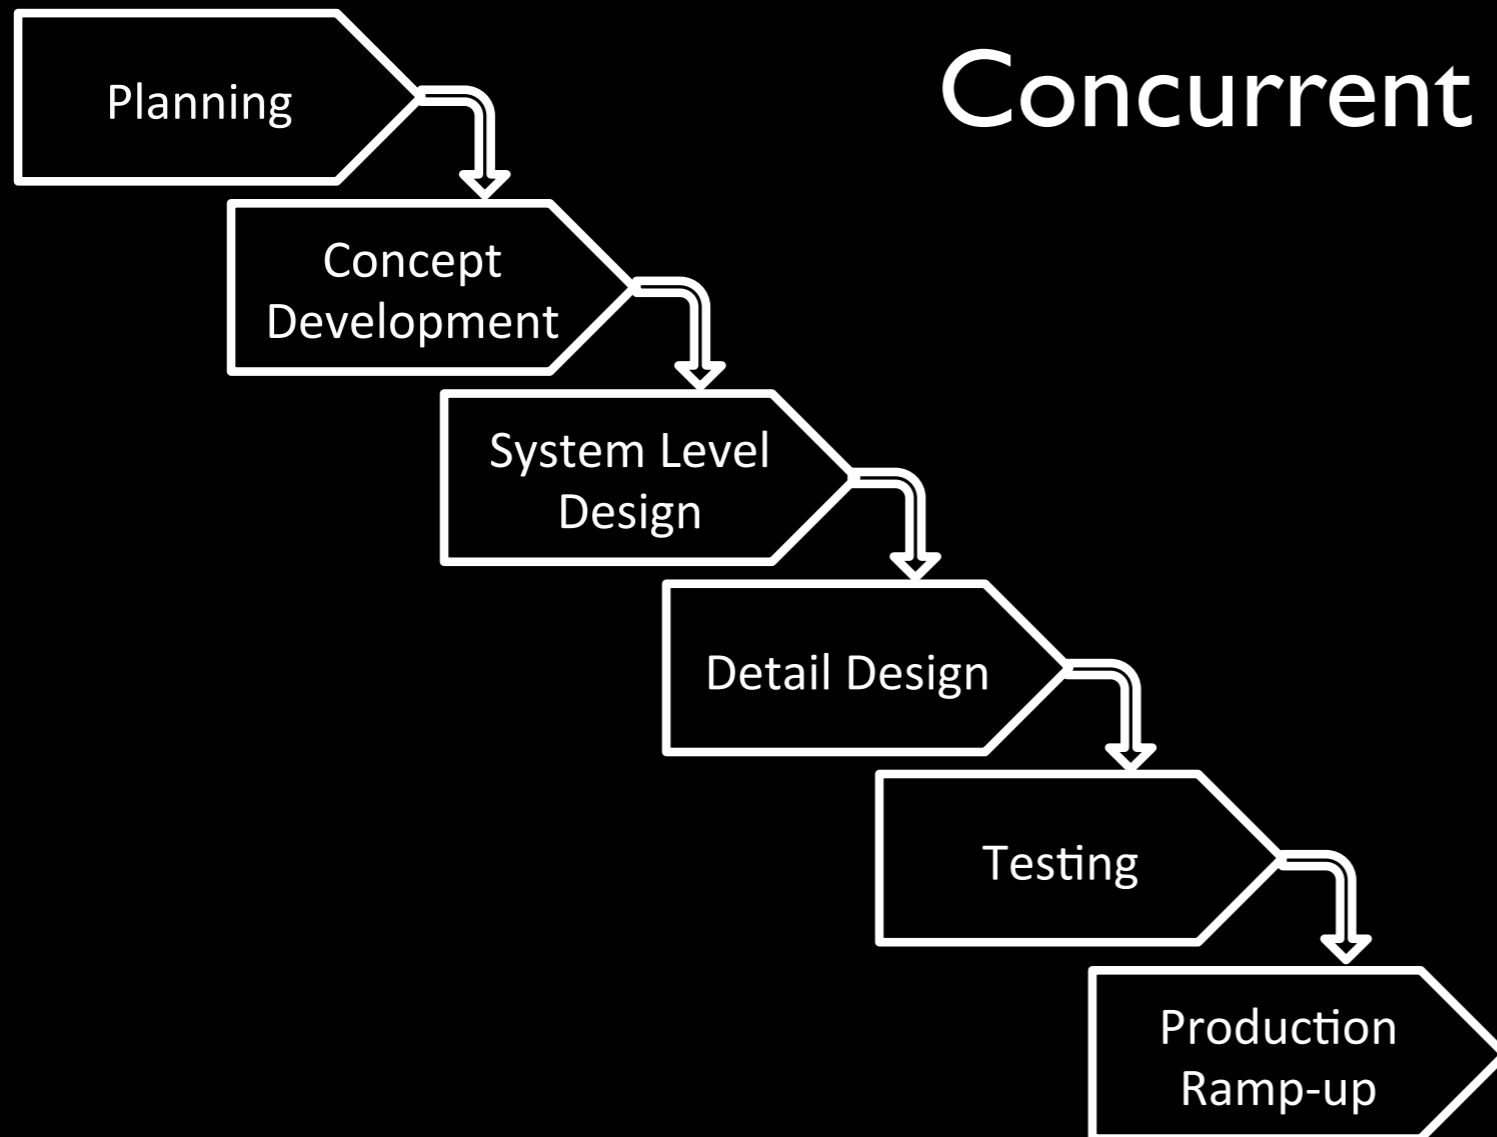 Concurrent
Planning
Concept
Development
System Level
Design
Detail Design
Testing
Production
Ramp-up